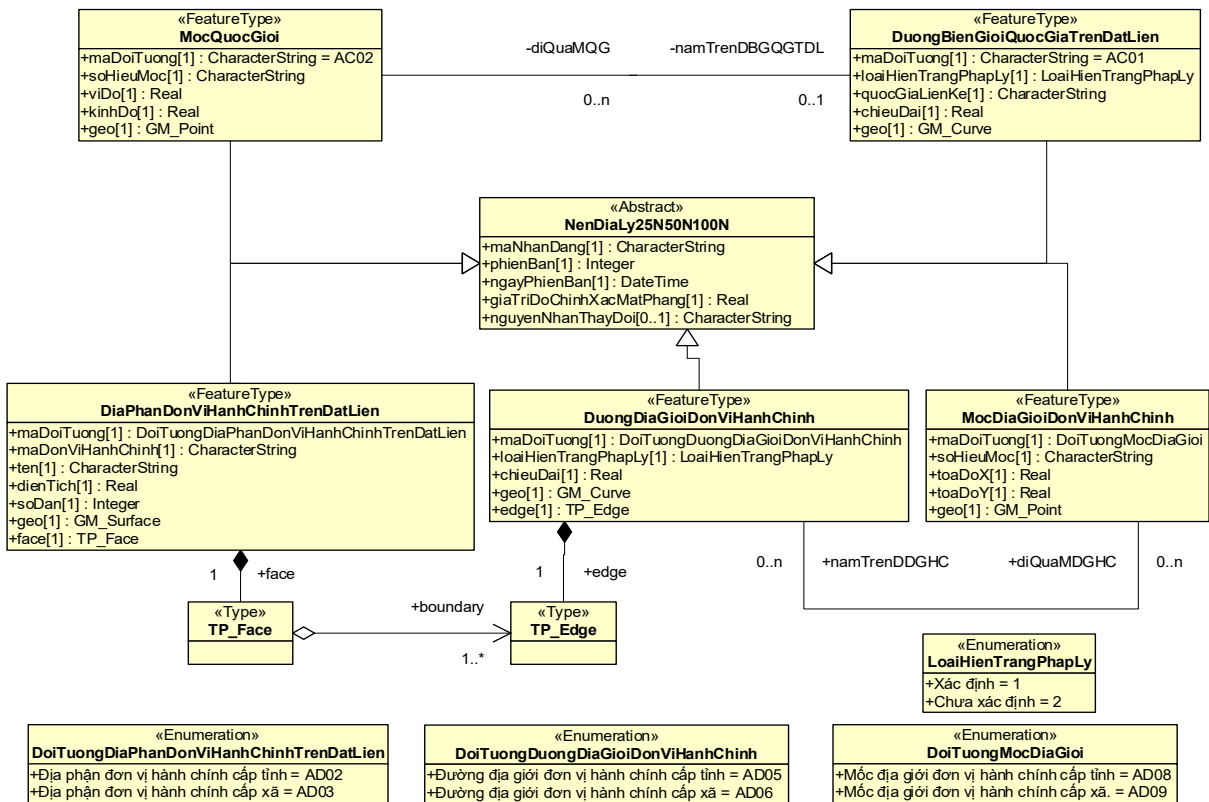 «FeatureType»
MocQuocGioi
+maDoiTuong[1] : CharacterString = AC02
+soHieuMoc[1] : CharacterString
+viDo[1] : Real
+kinhDo[1] : Real
+geo[1] : GM_Point
-diQuaMQG
-namTrenDBGQGTDL
0..n
0..1
«FeatureType»
DuongBienGioiQuocGiaTrenDatLien
+maDoiTuong[1] : CharacterString = AC01
+loaiHienTrangPhapLy[1] : LoaiHienTrangPhapLy
+quocGiaLienKe[1] : CharacterString
+chieuDai[1] : Real
+geo[1] : GM_Curve
«Abstract»
NenDiaLy25N50N100N
+maNhanDang[1] : CharacterString
+phienBan[1] : Integer
+ngayPhienBan[1] : DateTime
+giaTriDoChinhXacMatPhang[1] : Real
+nguyenNhanThayDoi[0..1] : CharacterString
«FeatureType»
DiaPhanDonViHanhChinhTrenDatLien
+maDoiTuong[1] : DoiTuongDiaPhanDonViHanhChinhTrenDatLien
+maDonViHanhChinh[1] : CharacterString
+ten[1] : CharacterString
+dienTich[1] : Real
+soDan[1] : Integer
+geo[1] : GM_Surface
+face[1] : TP_Face
«FeatureType»
DuongDiaGioiDonViHanhChinh
+maDoiTuong[1] : DoiTuongDuongDiaGioiDonViHanhChinh
+loaiHienTrangPhapLy[1] : LoaiHienTrangPhapLy
+chieuDai[1] : Real
+geo[1] : GM_Curve
+edge[1] : TP_Edge
«FeatureType»
MocDiaGioiDonViHanhChinh
+maDoiTuong[1] : DoiTuongMocDiaGioi
+soHieuMoc[1] : CharacterString
+toaDoX[1] : Real
+toaDoY[1] : Real
+geo[1] : GM_Point
1
+face
1
+edge
0..n
+namTrenDDGHC
+diQuaMDGHC
0..n
«Type»
TP_Face
+boundary
1..*
«Type»
TP_Edge
«Enumeration»
LoaiHienTrangPhapLy
+Xác định = 1
+Chưa xác định = 2
«Enumeration»
DoiTuongDiaPhanDonViHanhChinhTrenDatLien
+Địa phận đơn vị hành chính cấp tỉnh = AD02
+Địa phận đơn vị hành chính cấp xã = AD03
«Enumeration»
DoiTuongDuongDiaGioiDonViHanhChinh
+Đường địa giới đơn vị hành chính cấp tỉnh = AD05
+Đường địa giới đơn vị hành chính cấp xã = AD06
«Enumeration»
DoiTuongMocDiaGioi
+Mốc địa giới đơn vị hành chính cấp tỉnh = AD08
+Mốc địa giới đơn vị hành chính cấp xã. = AD09